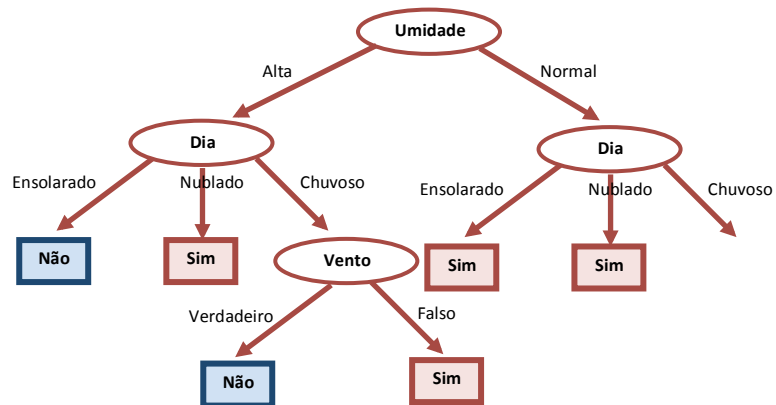 Umidade
Alta
Normal
Dia
Dia
Ensolarado
Nublado
Chuvoso
Ensolarado
Nublado
Chuvoso
Não
Sim
Vento
Sim
Sim
Verdadeiro
Falso
Não
Sim